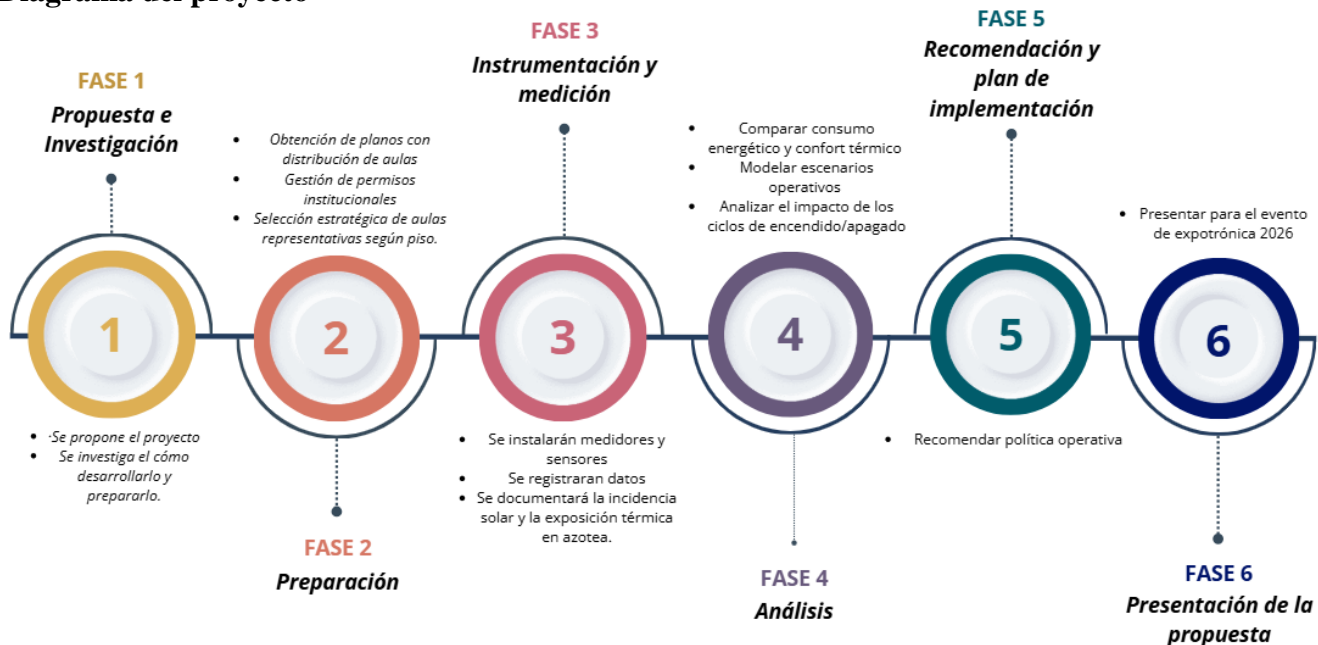 Diagrama del proyecto
FASE 1
Propuesta e
Investigación
1
• ·Se propone el proyecto
• Se investiga el cómo
desarrollarlo y
prepararlo.
• Obtención de planos con
distribución de aulas
• Gestión de permisos
institucionales
• Selección estratégica de aulas
representativas según piso.
2
FASE 2
Preparación
FASE 3
Instrumentación y
medición
3
• Se instalarán medidores y
sensores
• Se registraran datos
• Se documentará la incidencia
solar y la exposición térmica
en azotea.
• Comparar consumo
energético y confort térmico
• Modelar escenarios
operativos
• Analizar el impacto de los
ciclos de encendido/apagado
4
FASE 4
Análisis
FASE 5
Recomendación y
plan de
implementación
5
• Recomendar política operativa
• Presentar para el evento
de expotrónica 2026
6
FASE 6
Presentación de la
propuesta